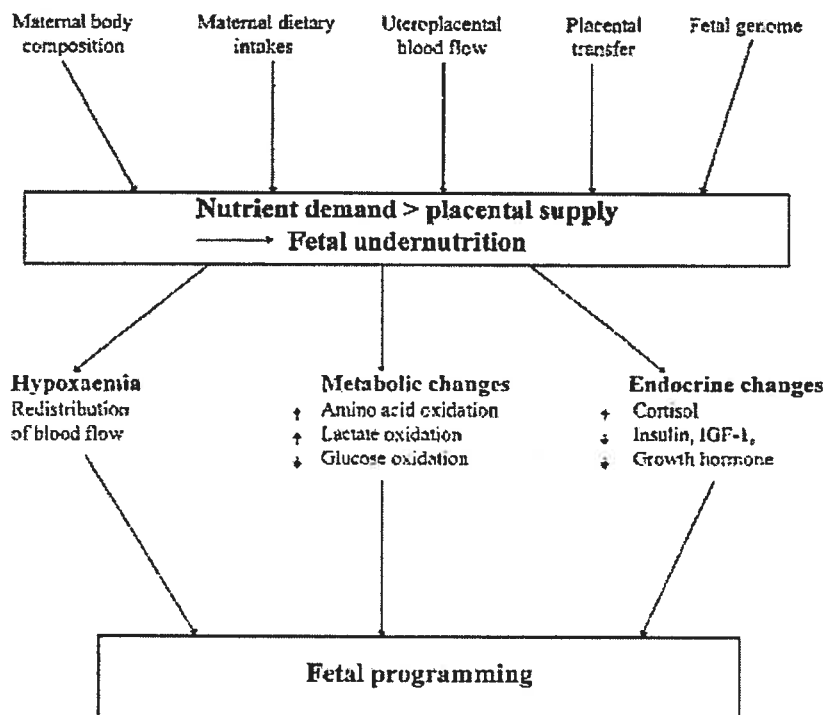 Maternal body
composition
Maternal dietary
intakes
Uteroplacental
blood flow
Placental
transfer
Fetal genome
Nutrient demand > placental supply
→ Fetal undernutrition
Hypoxaemia
Redistribution
of blood flow
Metabolic changes
↑ Amino acid oxidation
↑ Lactate oxidation
↓ Glucose oxidation
Endocrine changes
↑ Cortisol
↓ Insulin, IGF-1,
↓ Growth hormone
Fetal programming